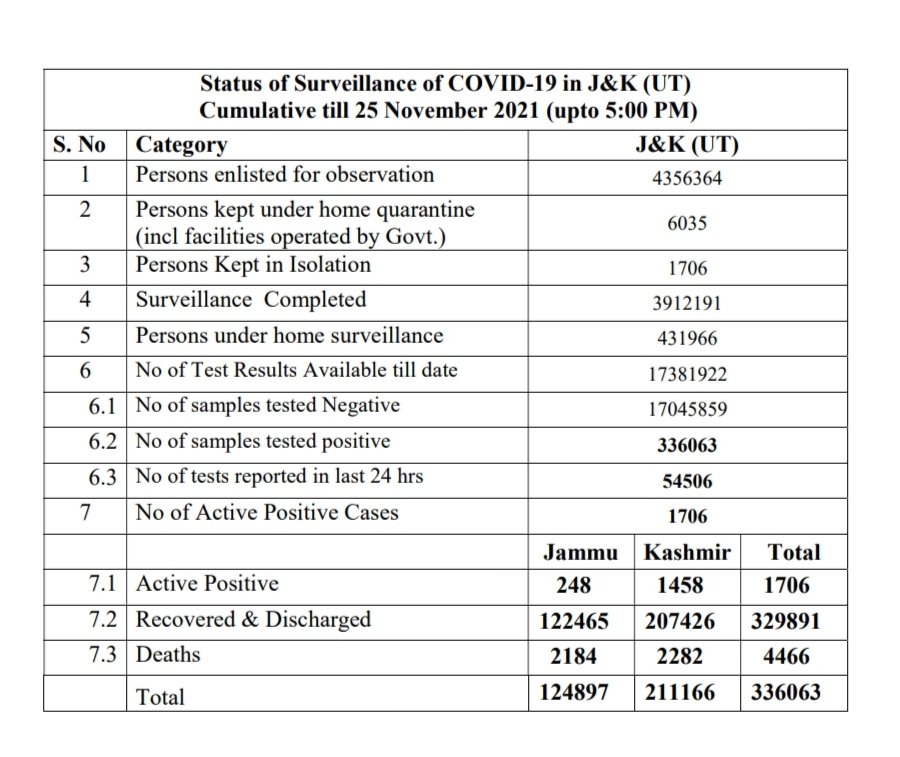 Status of Surveillance of COVID-19 in J&K (UT)
Cumulative till 25 November 2021 (upto 5:00 PM)
S. No Category J&K (UT)
1 Persons enlisted for observation 4356364
2 Persons kept under home quarantine
(incl facilities operated by Govt.) 6035
3 Persons Kept in Isolation 1706
4 Surveillance Completed 3912191
5 Persons under home surveillance 431966
6 No of Test Results Available till date 17381922
6.1 No of samples tested Negative 17045859
6.2 No of samples tested positive 336063
6.3 No of tests reported in last 24 hrs 54506
7 No of Active Positive Cases 1706
Jammu Kashmir Total
7.1 Active Positive 248 1458 1706
7.2 Recovered & Discharged 122465 207426 329891
7.3 Deaths 2184 2282 4466
Total 124897 211166 336063